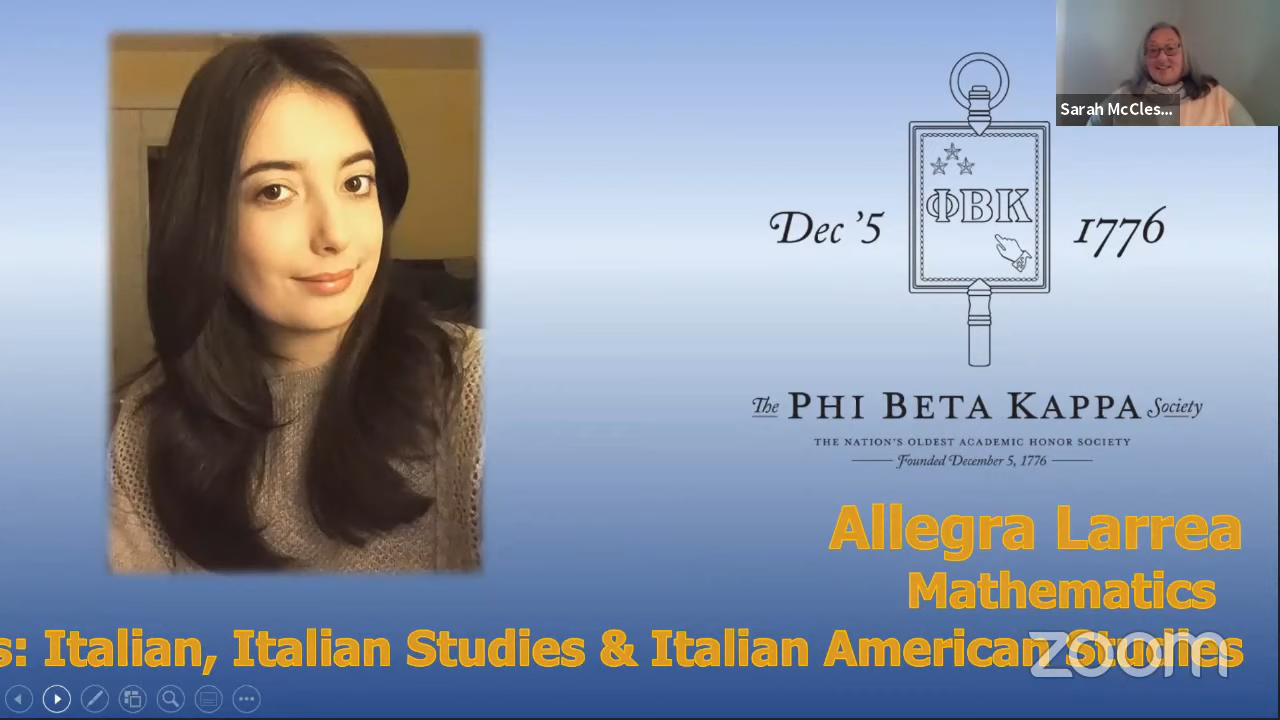 Sarah McCles...
ΦBK
Dec '5 1776
The PHI BETA KAPPA Society
THE NATION'S OLDEST ACADEMIC HONOR SOCIETY
Founded December 5, 1776
Allegra Larrea
Mathematics
s: Italian, Italian Studies & Italian American Studies
zoom